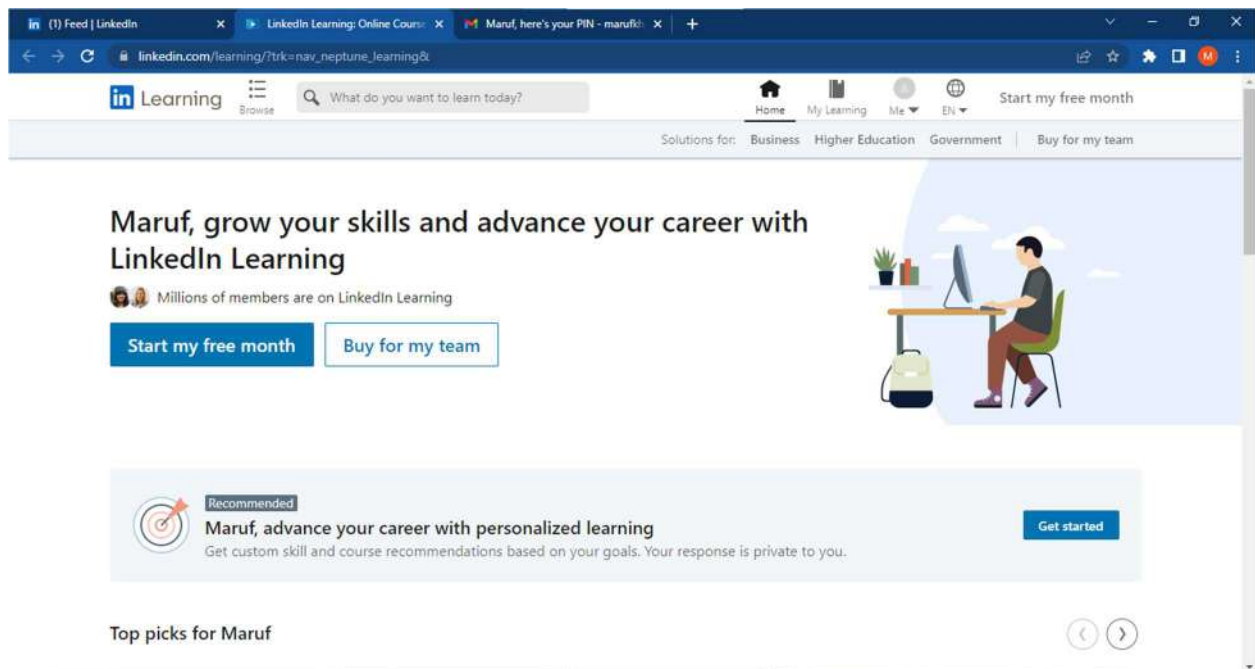 in (1) Feed | LinkedIn
LinkedIn Learning: Online Course
Maruf, here's your PIN - marufkh
linkedin.com/learning/?trk=nav_neptune_learning&
M
in Learning
Browse
What do you want to learn today?
Home
My Learning
Me
EN
Start my free month
Solutions for: Business Higher Education Government Buy for my team
Maruf, grow your skills and advance your career with
LinkedIn Learning
Millions of members are on LinkedIn Learning
Start my free month
Buy for my team
Recommended
Maruf, advance your career with personalized learning
Get custom skill and course recommendations based on your goals. Your response is private to you.
Get started
Top picks for Maruf